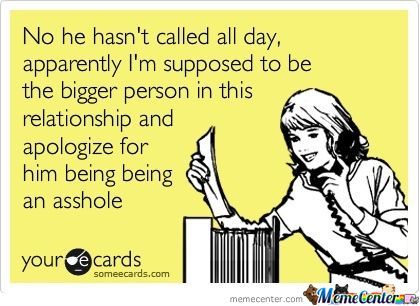 No he hasn't called all day,
apparently I'm supposed to be
the bigger person in this
relationship and
apologize for
him being being
an asshole
your e cards
someecards.com
memecenter.com MemeCenter